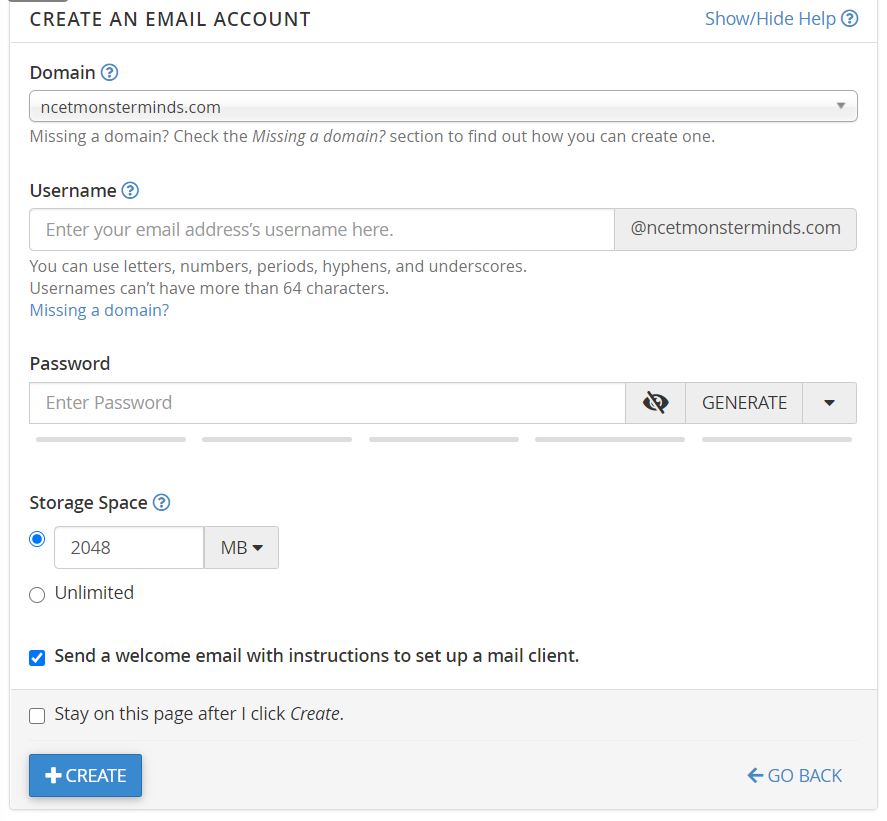 CREATE AN EMAIL ACCOUNT
Show/Hide Help
Domain
ncetmonsterminds.com
Missing a domain? Check the Missing a domain? section to find out how you can create one.
Username
Enter your email address's username here.
@ncetmonsterminds.com
You can use letters, numbers, periods, hyphens, and underscores.
Usernames can't have more than 64 characters.
Missing a domain?
Password
Enter Password
GENERATE
Storage Space
2048
MB
Unlimited
Send a welcome email with instructions to set up a mail client.
Stay on this page after I click Create.
CREATE
GO BACK